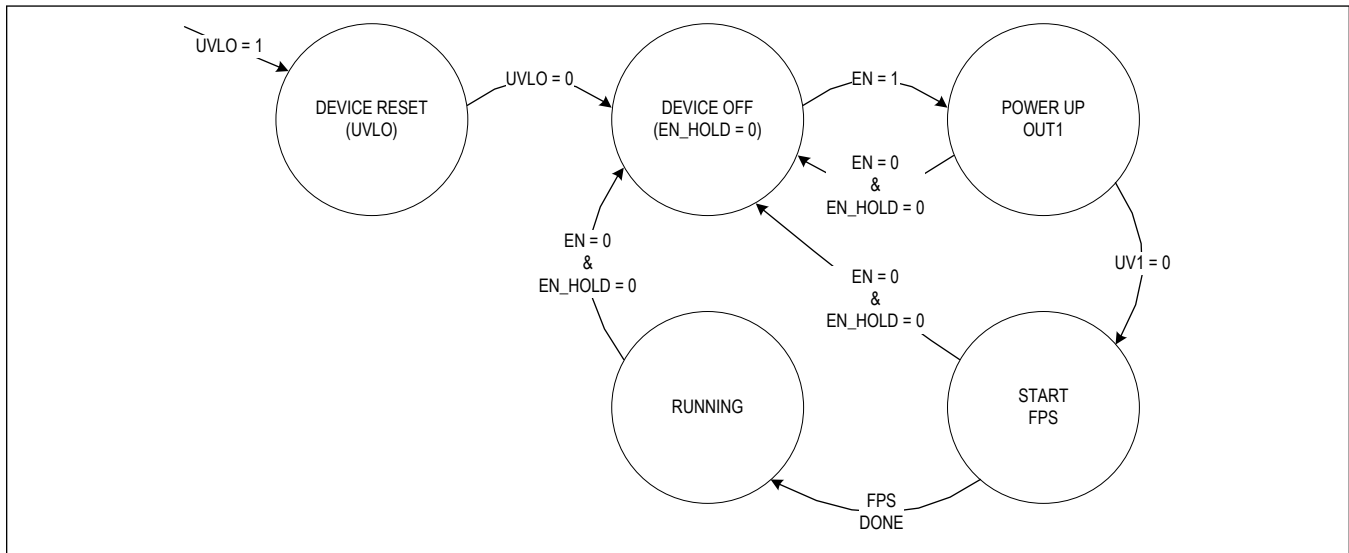 UVLO = 1
DEVICE RESET
(UVLO)
UVLO = 0
DEVICE OFF
(EN_HOLD = 0)
EN = 1
POWER UP
OUT1
EN = 0
&
EN_HOLD = 0
EN = 0
&
EN_HOLD = 0
EN = 0
&
EN_HOLD = 0
UV1 = 0
RUNNING
START
FPS
FPS
DONE